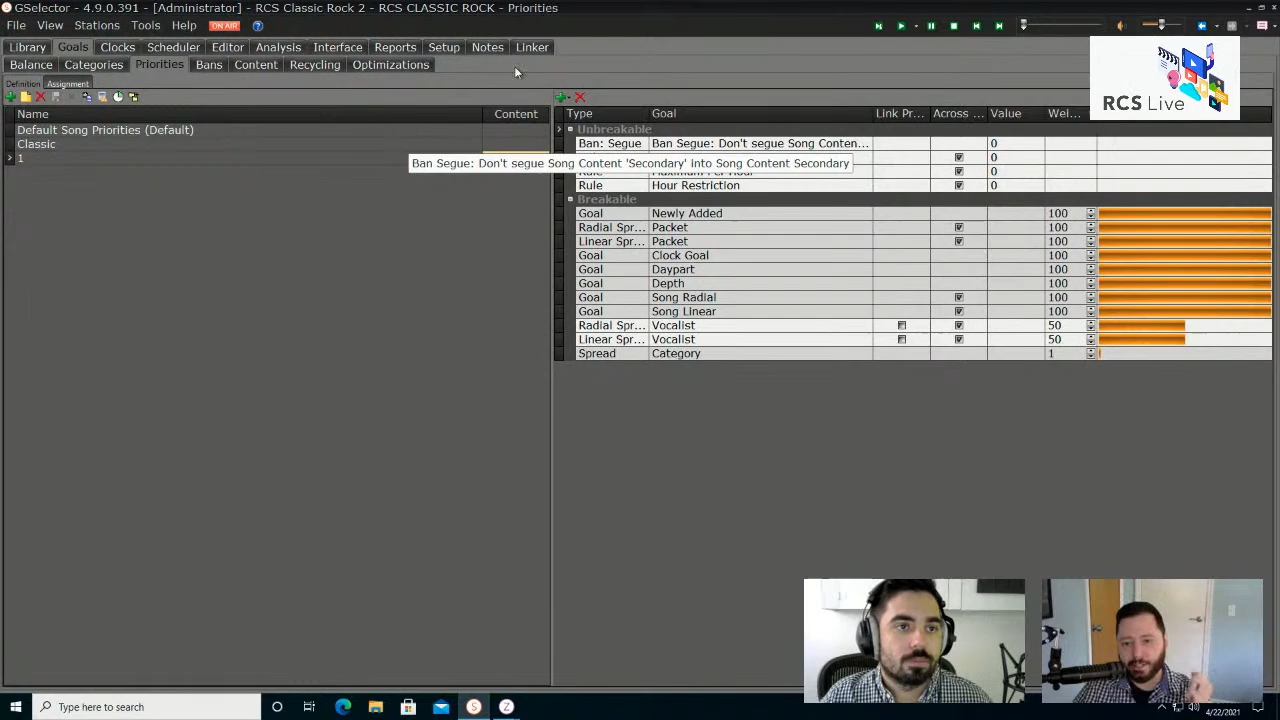 GSelector - 4.9.0.391 - [Administrator] - RCS Classic Rock 2 - RCS CLASSIC ROCK - Priorities
File View Stations Tools Help ON AIR
Library Goals Clocks Scheduler Editor Analysis Interface Reports Setup Notes Linker
Balance Categories Priorities Bans Content Recycling Optimizations
Definition Assignment
RCS Live
Name Content
Default Song Priorities (Default)
Classic
1
Type Goal Link Pr... Across ... Value Wei...
Unbreakable
Ban: Segue Ban Segue: Don't segue Song Conten... 0
Ban Segue: Don't segue Song Content 'Secondary' into Song Content Secondary
0
Rule Maximum Per Hour 0
Rule Hour Restriction 0
Breakable
Goal Newly Added 100
Radial Spr... Packet 100
Linear Spr... Packet 100
Goal Clock Goal 100
Goal Daypart 100
Goal Depth 100
Goal Song Radial 100
Goal Song Linear 100
Radial Spr... Vocalist 50
Linear Spr... Vocalist 50
Spread Category 1
Type here to search
4/22/2021